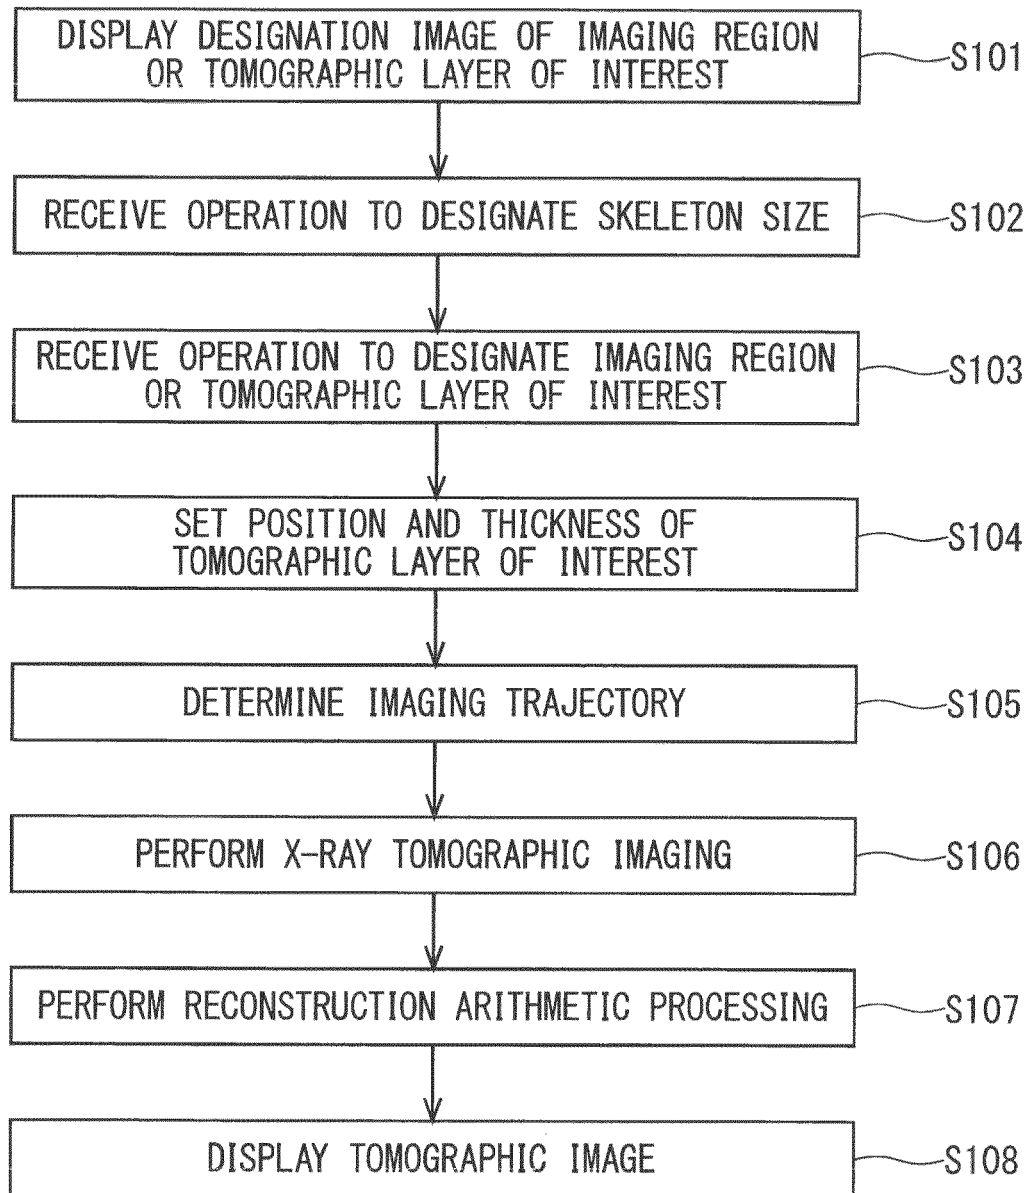 DISPLAY DESIGNATION IMAGE OF IMAGING REGION
OR TOMOGRAPHIC LAYER OF INTEREST
S101
RECEIVE OPERATION TO DESIGNATE SKELETON SIZE
S102
RECEIVE OPERATION TO DESIGNATE IMAGING REGION
OR TOMOGRAPHIC LAYER OF INTEREST
S103
SET POSITION AND THICKNESS OF
TOMOGRAPHIC LAYER OF INTEREST
S104
DETERMINE IMAGING TRAJECTORY
S105
PERFORM X-RAY TOMOGRAPHIC IMAGING
S106
PERFORM RECONSTRUCTION ARITHMETIC PROCESSING
S107
DISPLAY TOMOGRAPHIC IMAGE
S108